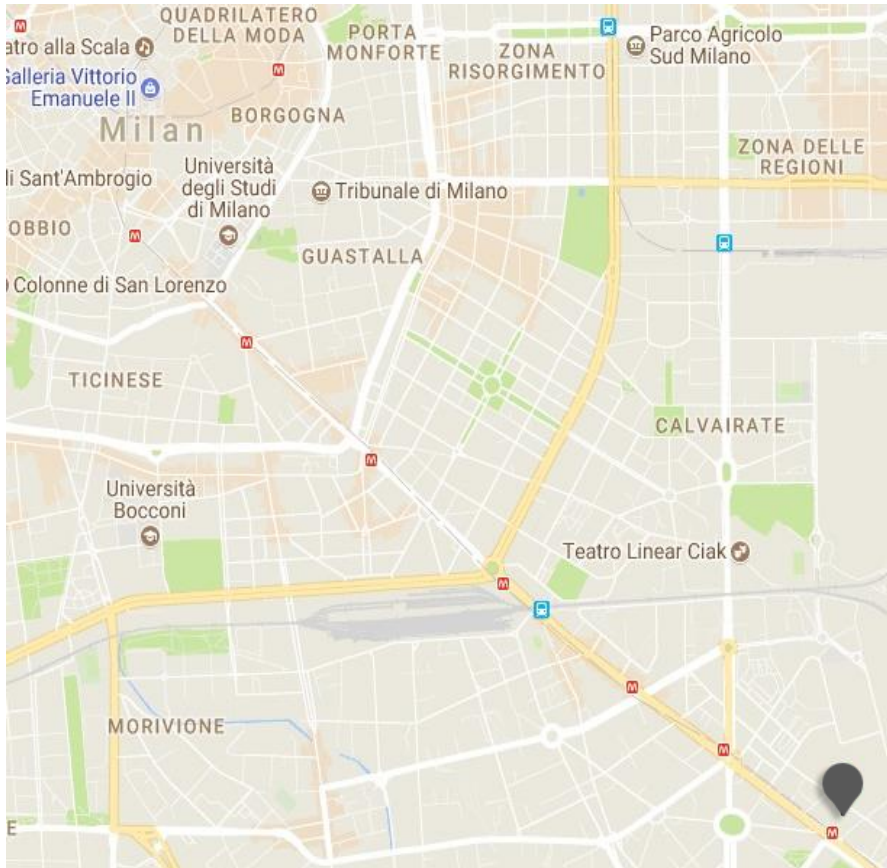 QUADRILATERO
DELLA MODA
PORTA
MONFORTE
ZONA
RISORGIMENTO
Parco Agricolo
Sud Milano
atro alla Scala
Galleria Vittorio
Emanuele II
BORGOGNA
Milan
ZONA DELLE
REGIONI
li Sant'Ambrogio
Università
degli Studi
di Milano
Tribunale di Milano
OBBIO
GUASTALLA
Colonne di San Lorenzo
TICINESE
CALVAIRATE
Università
Bocconi
Teatro Linear Ciak
MORIVIONE
E
M
M
M
M
M
M
M
M
M